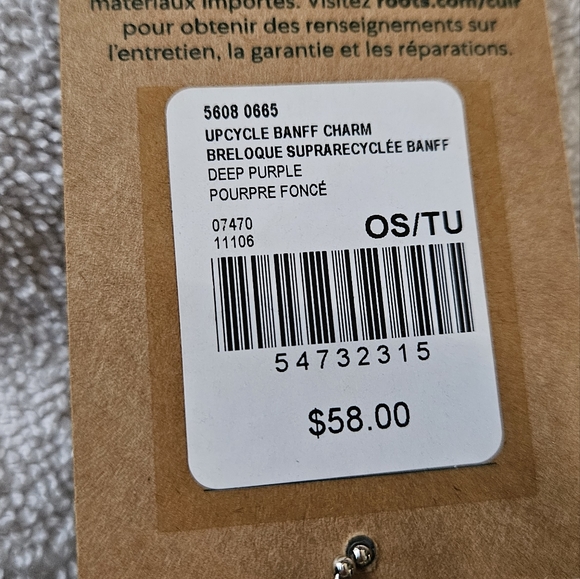 matériaux importés. Visitez roots.com/cuir
pour obtenir des renseignements sur
l'entretien, la garantie et les réparations.
5608 0665
UPCYCLE BANFF CHARM
BRELOQUE SUPRARECYCLÉE BANFF
DEEP PURPLE
POURPRE FONCÉ
07470
11106
OS/TU
54732315
$58.00